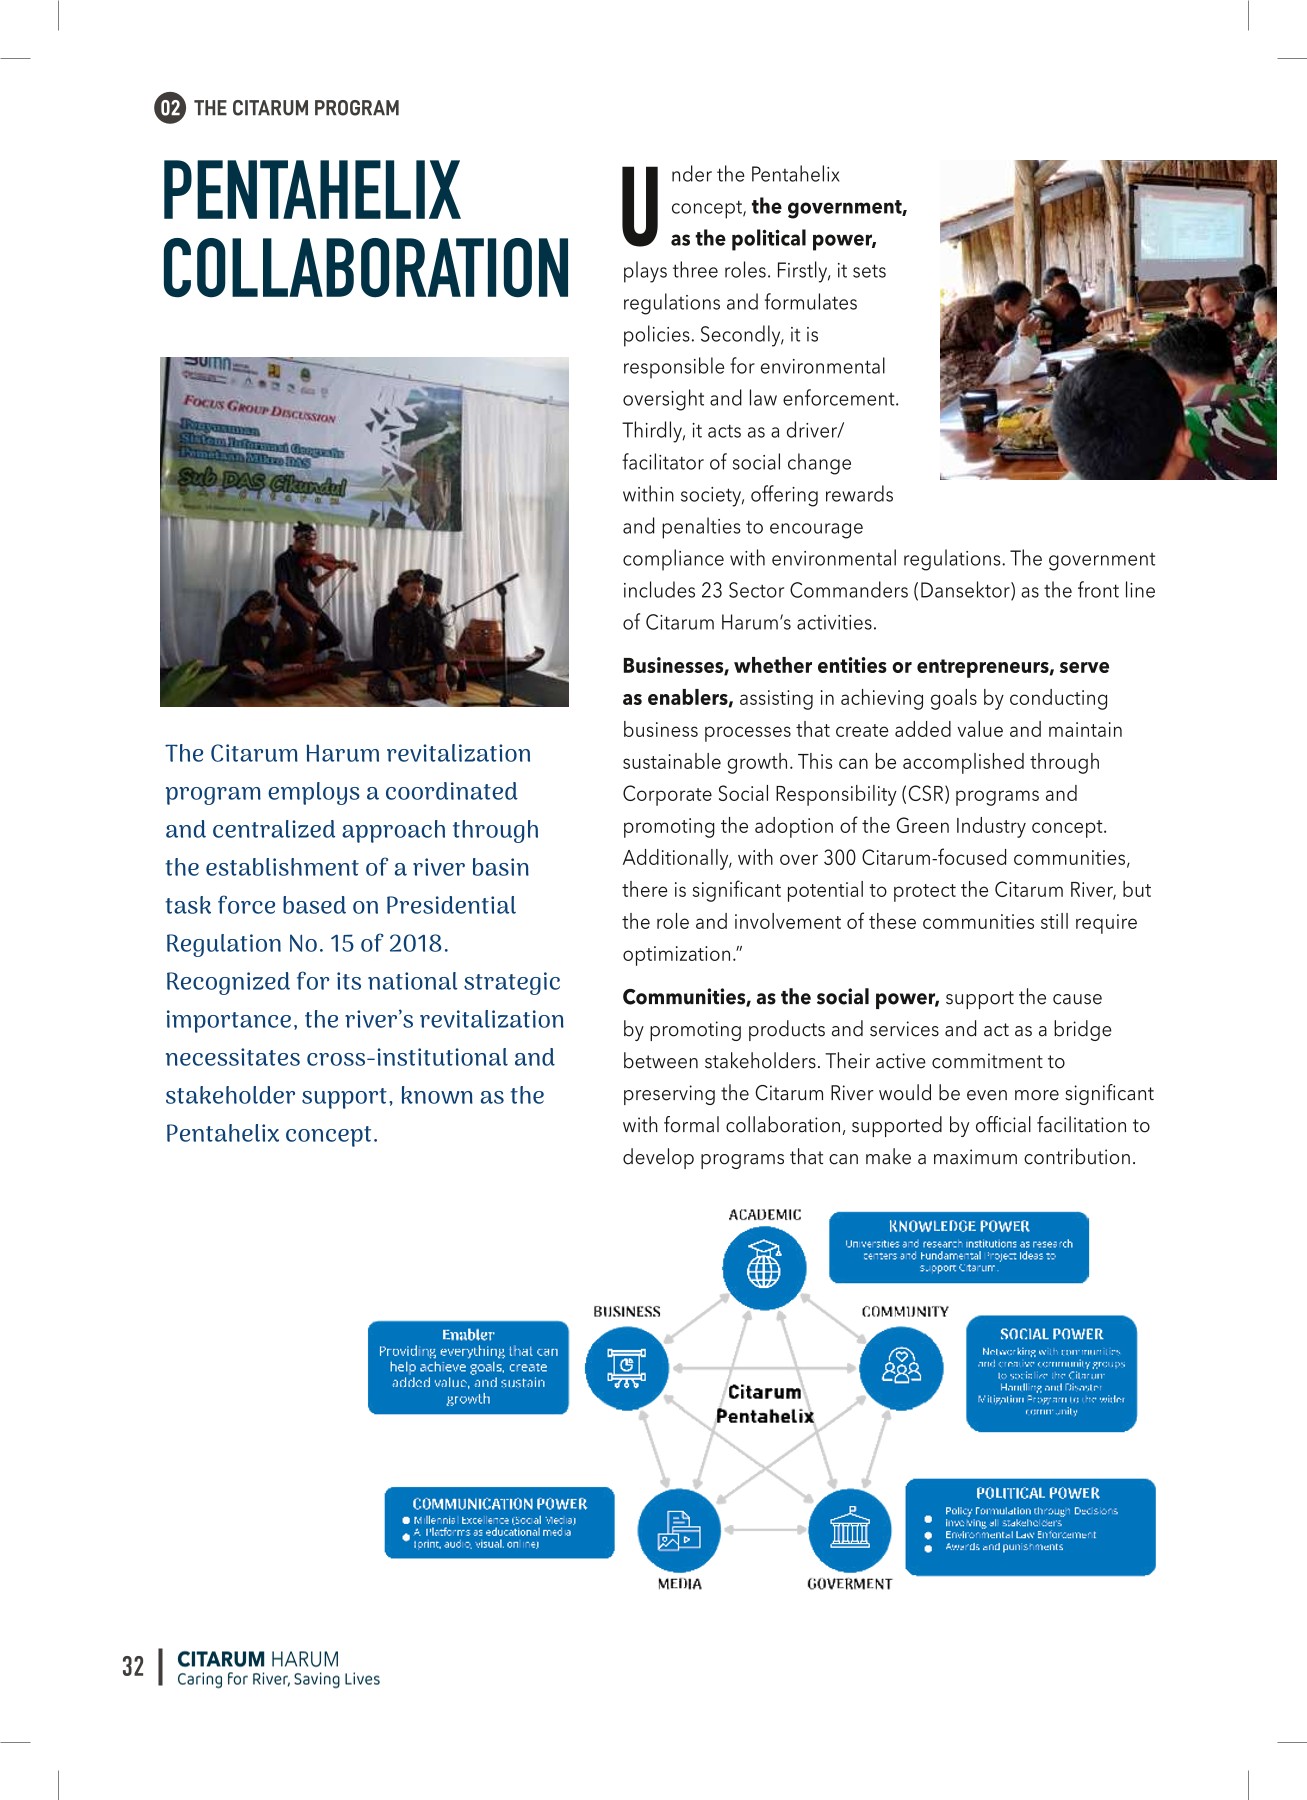 02 THE CITARUM PROGRAM
PENTAHELIX
COLLABORATION
FOCUS GROUP DISCUSSION
Penyusunan
Sistem Informasi Geografis
Pemetaan Mikro DAS
Sub DAS Cikundul
The Citarum Harum revitalization
program employs a coordinated
and centralized approach through
the establishment of a river basin
task force based on Presidential
Regulation No. 15 of 2018.
Recognized for its national strategic
importance, the river's revitalization
necessitates cross-institutional and
stakeholder support, known as the
Pentahelix concept.
Under the Pentahelix
concept, the government,
as the political power,
plays three roles. Firstly, it sets
regulations and formulates
policies. Secondly, it is
responsible for environmental
oversight and law enforcement.
Thirdly, it acts as a driver/
facilitator of social change
within society, offering rewards
and penalties to encourage
compliance with environmental regulations. The government
includes 23 Sector Commanders (Dansektor) as the front line
of Citarum Harum's activities.
Businesses, whether entities or entrepreneurs, serve
as enablers, assisting in achieving goals by conducting
business processes that create added value and maintain
sustainable growth. This can be accomplished through
Corporate Social Responsibility (CSR) programs and
promoting the adoption of the Green Industry concept.
Additionally, with over 300 Citarum-focused communities,
there is significant potential to protect the Citarum River, but
the role and involvement of these communities still require
optimization."
Communities, as the social power, support the cause
by promoting products and services and act as a bridge
between stakeholders. Their active commitment to
preserving the Citarum River would be even more significant
with formal collaboration, supported by official facilitation to
develop programs that can make a maximum contribution.
ACADEMIC
KNOWLEDGE POWER
Universities and research institutions as research
centers and Fundamental Project Ideas to
support Citarum.
BUSINESS
Enabler
Providing everything that can
help achieve goals, create
added value, and sustain
growth
COMMUNITY
SOCIAL POWER
Networking with communities
and creative community groups
to socialize the Citarum
Handling and Disaster
Mitigation Program to the wider
community
Citarum
Pentahelix
COMMUNICATION POWER
Millennial Excellence (Social Media)
Platforms as educational media
(print, audio, visual, online)
MEDIA
GOVERMENT
POLITICAL POWER
Policy Formulation through Decisions
involving all stakeholders
Environmental Law Enforcement
Awards and punishments
32
CITARUM HARUM
Caring for River, Saving Lives